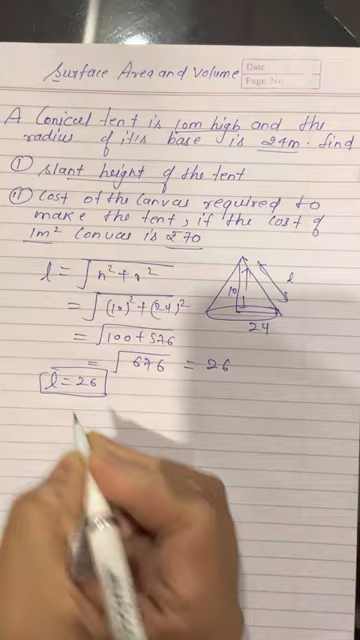 Surface Area and Volume
Date
Page No.
A Conical tent is 10m high and the
radius of its base is 24m. find
① slant height of the tent
② Cost of the canvas required to
make the tent, if the cost of
1m² Canvas is ₹70
l = √h² + r²
= √(10)² + (24)²
= √100 + 576
= √676 = 26
l = 26
10
l
24